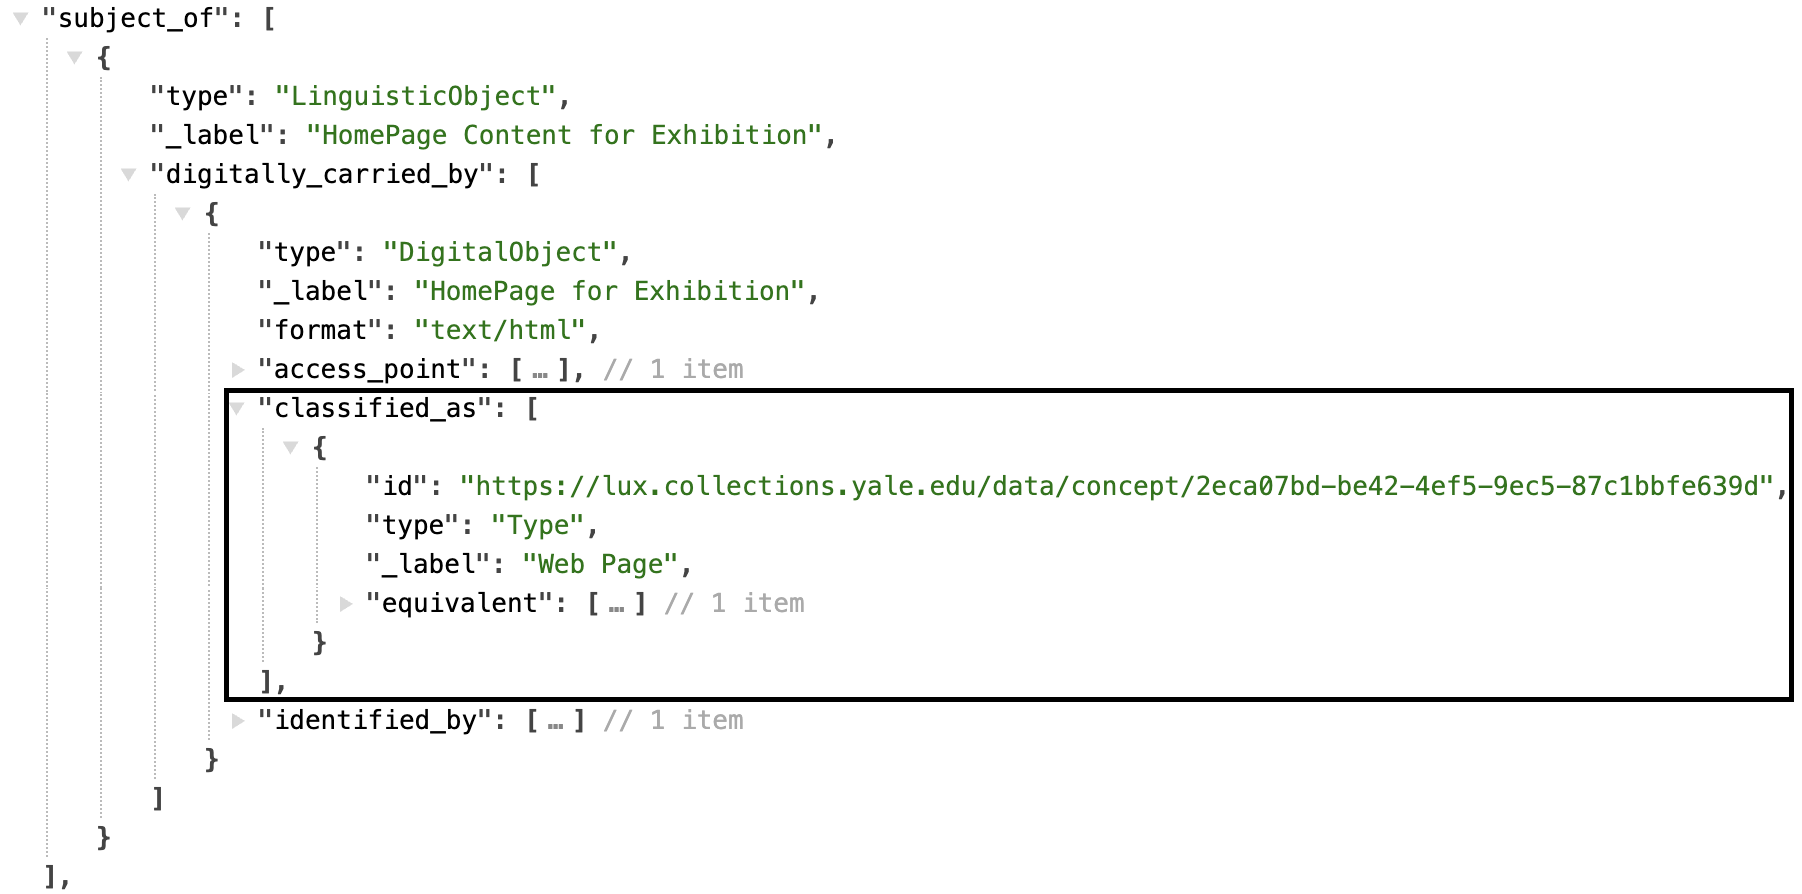 "subject_of": [
{
"type": "LinguisticObject",
"_label": "HomePage Content for Exhibition",
"digitally_carried_by": [
{
"type": "DigitalObject",
"_label": "HomePage for Exhibition",
"format": "text/html",
"access_point": [ … ], // 1 item
"classified_as": [
{
"id": "https://lux.collections.yale.edu/data/concept/2eca07bd-be42-4ef5-9ec5-87c1bbfe639d",
"type": "Type",
"_label": "Web Page",
"equivalent": [ … ] // 1 item
}
],
"identified_by": [ … ] // 1 item
}
]
}
],